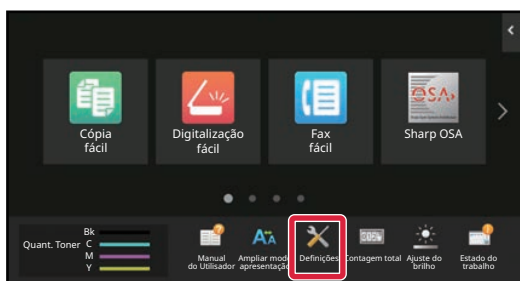 Cópia
fácil
Digitalização
fácil
Fax
fácil
Sharp OSA
Quant. Toner
Bk
C
M
Y
Manual
do Utilisador
Ampliar modo
apresentação
Definições
Contagem total
Ajuste do
brilho
Estado do
trabalho